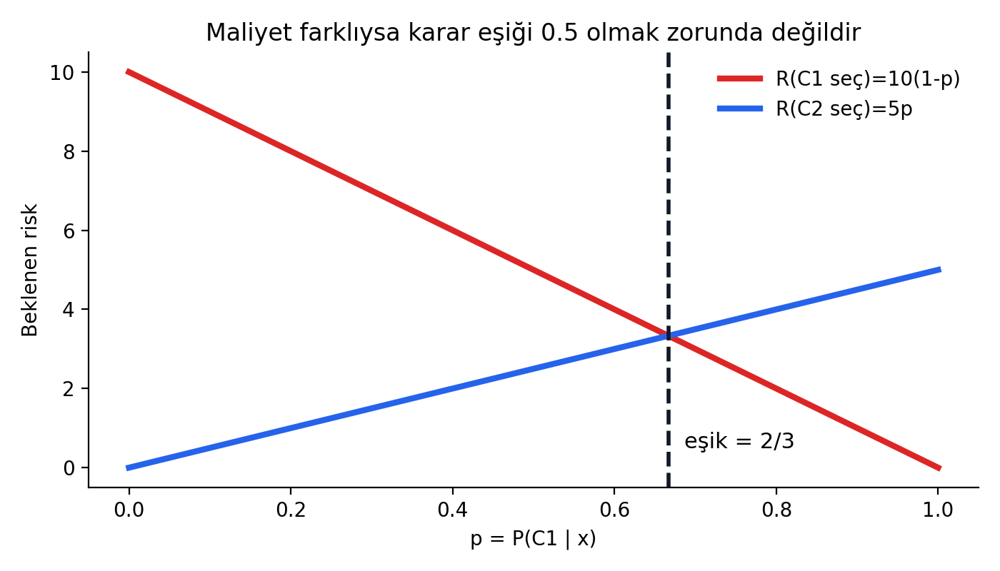 Maliyet farklıysa karar eşiği 0.5 olmak zorunda değildir
R(C1 seç)=10(1-p)
R(C2 seç)=5p
Beklenen risk
10
8
6
4
2
0
eşik = 2/3
0.0 0.2 0.4 0.6 0.8 1.0
p = P(C1 | x)